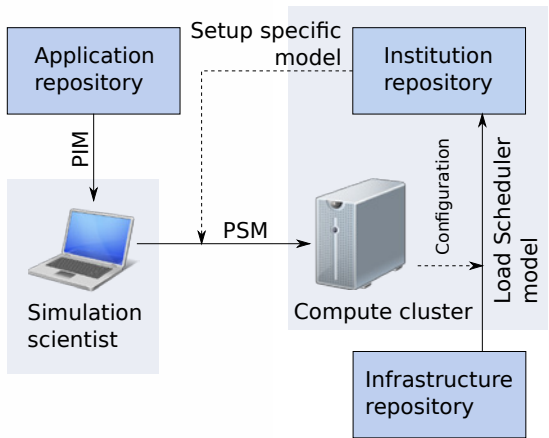 Application
repository
Setup specific
model
Institution
repository
PIM
Configuration
Load Scheduler
model
PSM
Simulation
scientist
Compute cluster
Infrastructure
repository